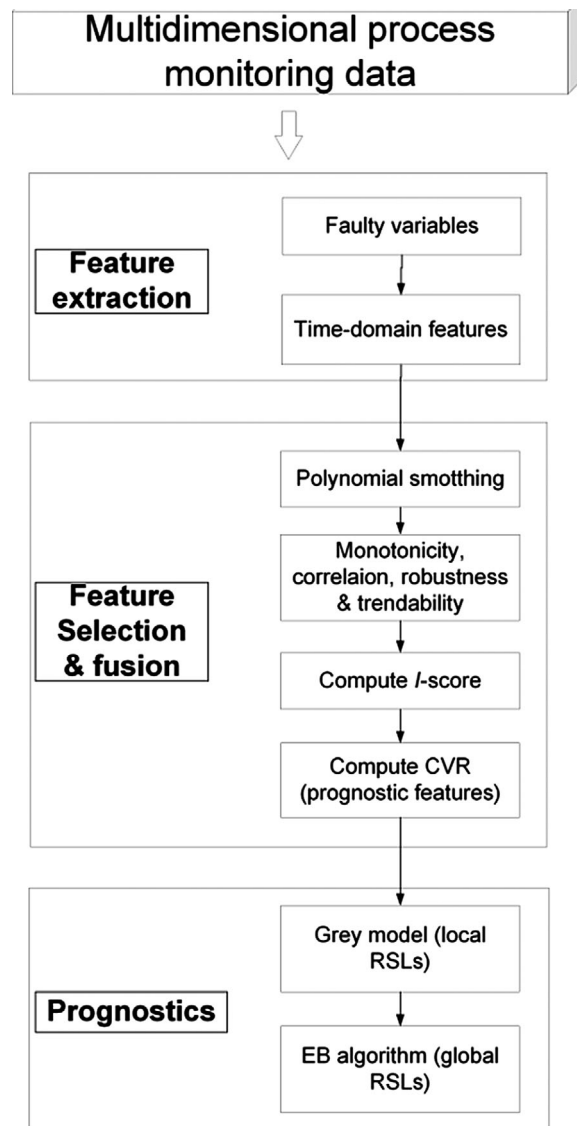 Multidimensional process
monitoring data
Faulty variables
Feature
extraction
Time-domain features
Polynomial smotthing
Monotonicity,
correlaion, robustness
& trendability
Feature
Selection
& fusion
Compute I-score
Compute CVR
(prognostic features)
Grey model (local
RSLs)
Prognostics
EB algorithm (global
RSLs)